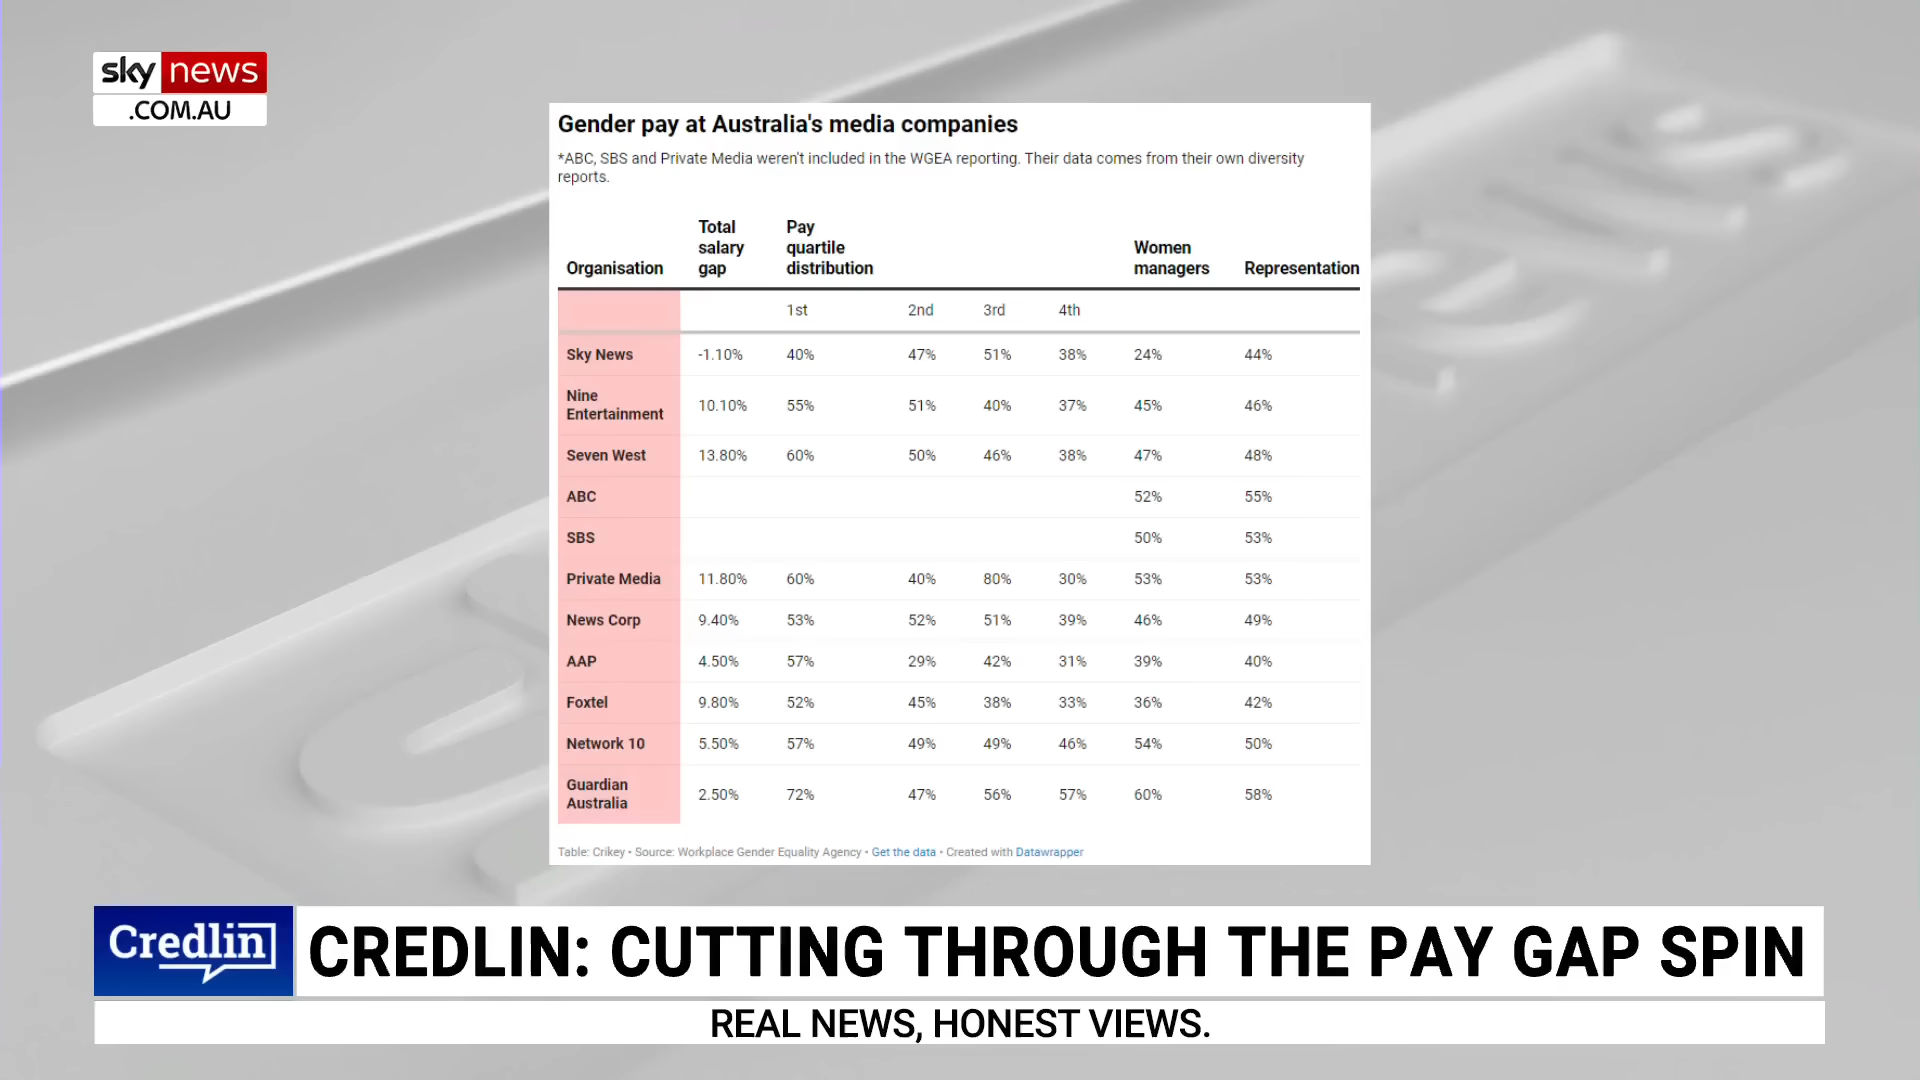 sky news
.COM.AU
Gender pay at Australia's media companies
*ABC, SBS and Private Media weren't included in the WGEA reporting. Their data comes from their own diversity
reports.
Organisation Total salary gap Pay quartile distribution Women managers Representation
1st 2nd 3rd 4th
Sky News -1.10% 40% 47% 51% 38% 24% 44%
Nine Entertainment 10.10% 55% 51% 40% 37% 45% 46%
Seven West 13.80% 60% 50% 46% 38% 47% 48%
ABC 52% 55%
SBS 50% 53%
Private Media 11.80% 60% 40% 80% 30% 53% 53%
News Corp 9.40% 53% 52% 51% 39% 46% 49%
AAP 4.50% 57% 29% 42% 31% 39% 40%
Foxtel 9.80% 52% 45% 38% 33% 36% 42%
Network 10 5.50% 57% 49% 49% 46% 54% 50%
Guardian Australia 2.50% 72% 47% 56% 57% 60% 58%
Table: Crikey • Source: Workplace Gender Equality Agency • Get the data • Created with Datawrapper
Credlin CREDLIN: CUTTING THROUGH THE PAY GAP SPIN
REAL NEWS, HONEST VIEWS.